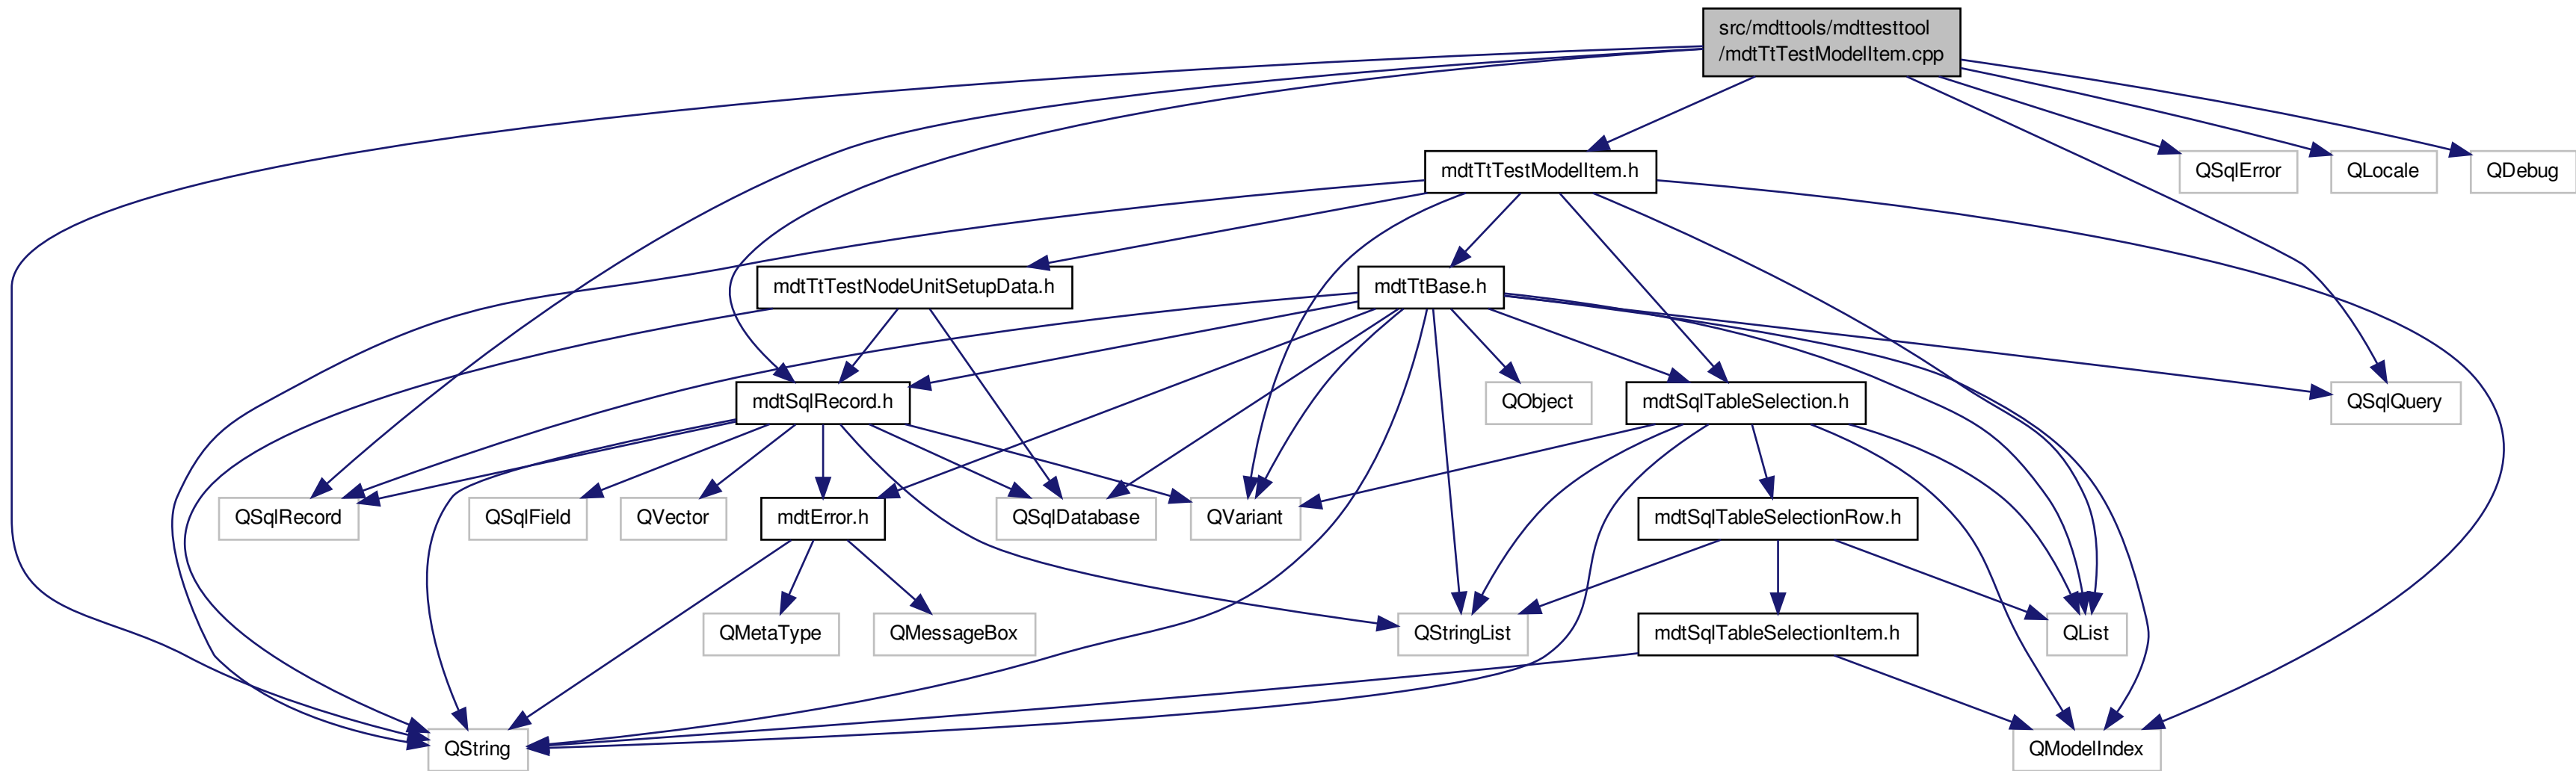 src/mdttools/mdttesttool
/mdtTtTestModelItem.cpp
mdtTtTestModelItem.h
QSqlError
QLocale
QDebug
mdtTtTestNodeUnitSetupData.h
mdtTtBase.h
mdtSqlRecord.h
QObject
mdtSqlTableSelection.h
QSqlQuery
QSqlRecord
QSqlField
QVector
mdtError.h
QSqlDatabase
QVariant
mdtSqlTableSelectionRow.h
QMetaType
QMessageBox
QStringList
mdtSqlTableSelectionItem.h
QList
QString
QModelIndex